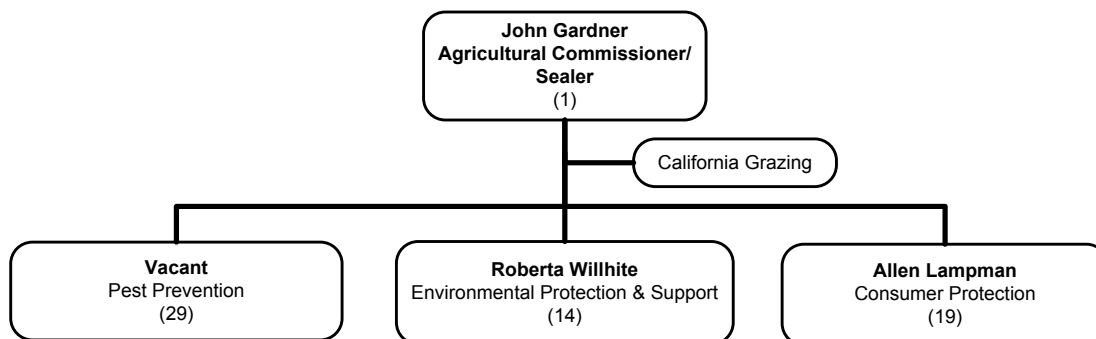 John Gardner
Agricultural Commissioner/
Sealer
(1)
California Grazing
Vacant
Pest Prevention
(29)
Roberta Willhite
Environmental Protection & Support
(14)
Allen Lampman
Consumer Protection
(19)